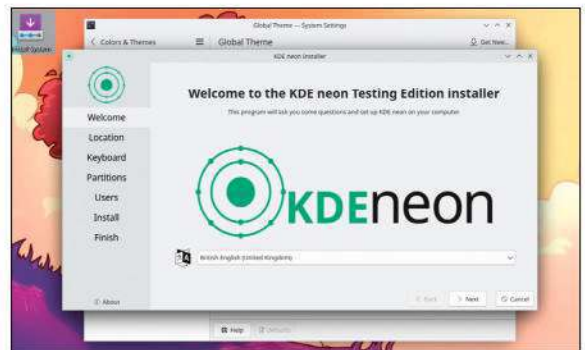 Install System
Global Theme — System Settings
Colors & Themes
Global Theme
Get New...
KDE neon Installer
Welcome
Location
Keyboard
Partitions
Users
Install
Finish
About
Welcome to the KDE neon Testing Edition installer
This program will ask you some questions and set up KDE neon on your computer.
KDEneon
British English (United Kingdom)
Back
Next
Cancel
Help
Defaults